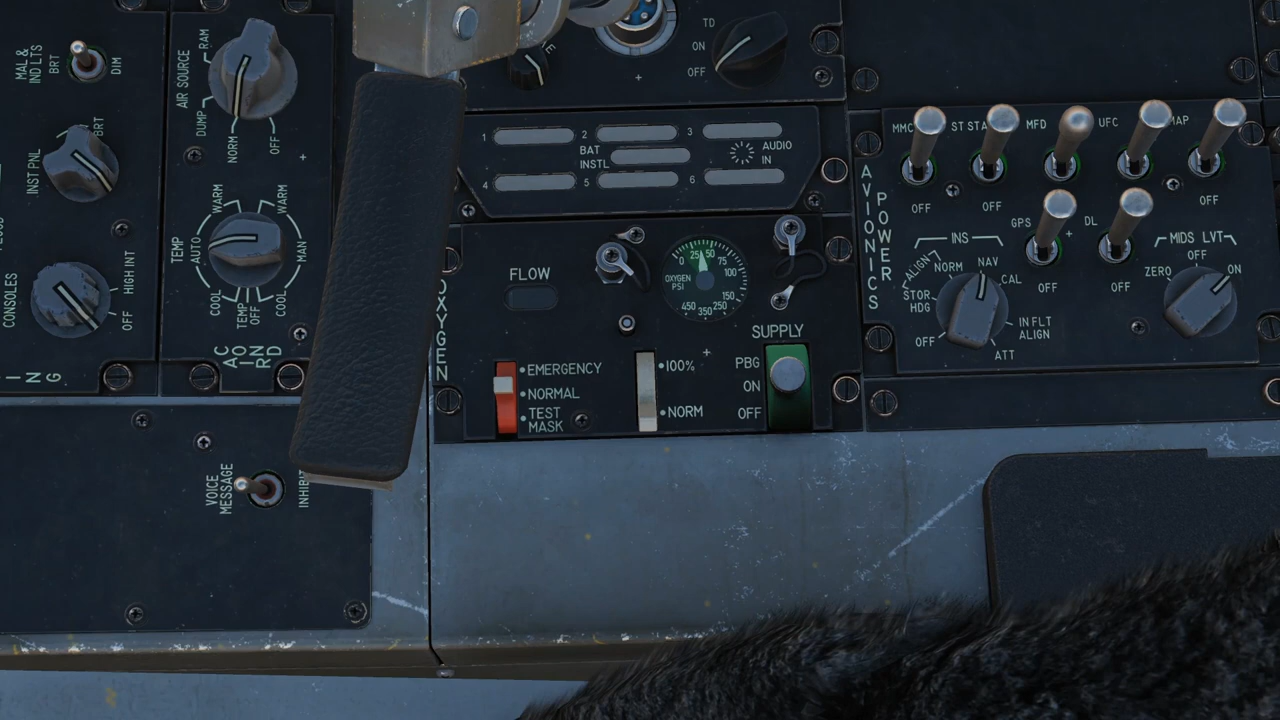 MAL &
IND LTS
BRT
DIM
INST PNL
BRT
CONSOLES
HIGH INT
OFF
I N G
AIR SOURCE
RAM
DUMP
NORM
OFF
TEMP
AUTO
WARM
WARM
MAN
COOL
TEMP
OFF
COOL
AIR
COND
VOICE
MESSAGE
INHIBIT
TD
ON
OFF
1
2
3
BAT
INSTL
AUDIO
IN
4
5
6
OXYGEN
FLOW
0 25 50 75 100 150 250 350 450
OXYGEN
PSI
EMERGENCY
NORMAL
TEST
MASK
100%
NORM
SUPPLY
PBG
ON
OFF
AVIONICS
POWER
MMC
ST STA
MFD
UFC
MAP
OFF
OFF
OFF
GPS
DL
OFF
OFF
INS
ALIGN
NORM
NAV
CAL
STOR
HDG
OFF
IN FLT
ALIGN
ATT
MIDS LVT
ZERO
OFF
ON